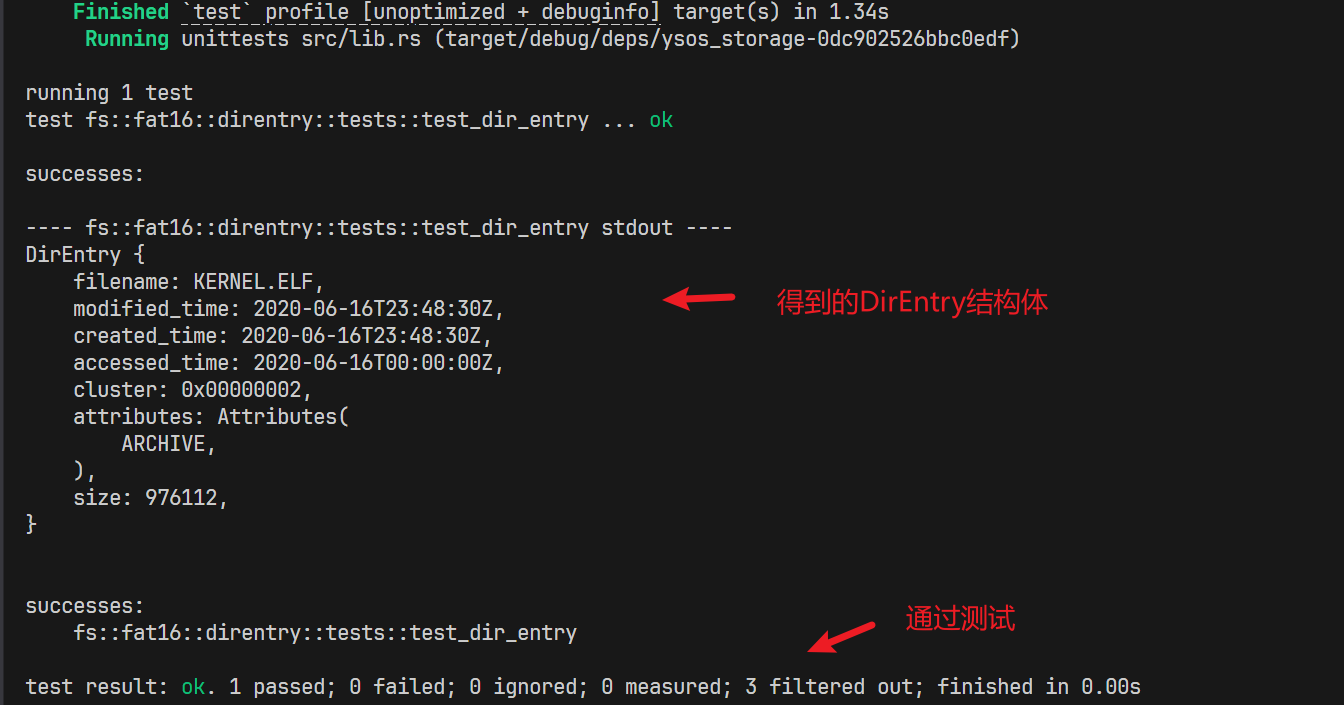 Finished `test` profile [unoptimized + debuginfo] target(s) in 1.34s
Running unittests src/lib.rs (target/debug/deps/ysos_storage-0dc902526bbc0edf)
running 1 test
test fs::fat16::direntry::tests::test_dir_entry ... ok
successes:
---- fs::fat16::direntry::tests::test_dir_entry stdout ----
DirEntry {
    filename: KERNEL.ELF,
    modified_time: 2020-06-16T23:48:30Z,
得到的DirEntry结构体
    created_time: 2020-06-16T23:48:30Z,
    accessed_time: 2020-06-16T00:00:00Z,
    cluster: 0x00000002,
    attributes: Attributes(
        ARCHIVE,
    ),
    size: 976112,
}
successes:
通过测试
    fs::fat16::direntry::tests::test_dir_entry
test result: ok. 1 passed; 0 failed; 0 ignored; 0 measured; 3 filtered out; finished in 0.00s